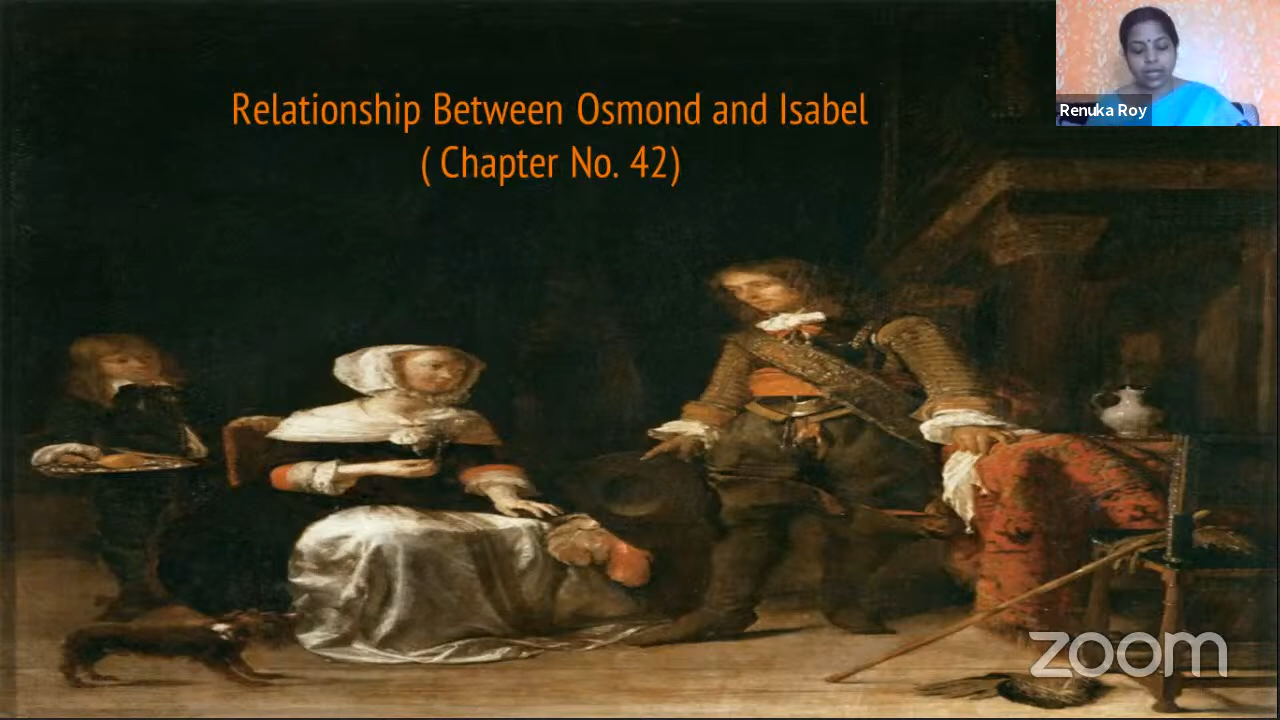 Relationship Between Osmond and Isabel
( Chapter No. 42)
Renuka Roy
zoom